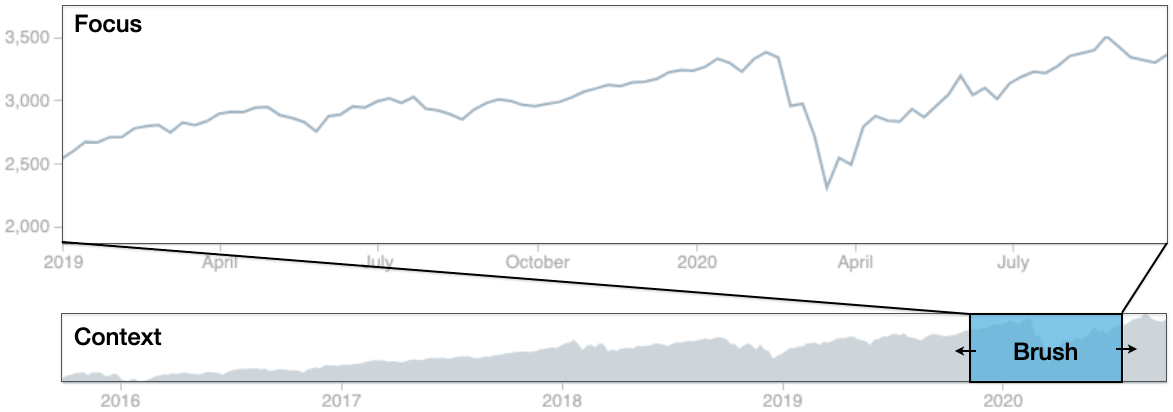 Focus
3,500
3,000
2,500
2,000
2019 April July October 2020 April July
Context
Brush
2016 2017 2018 2019 2020